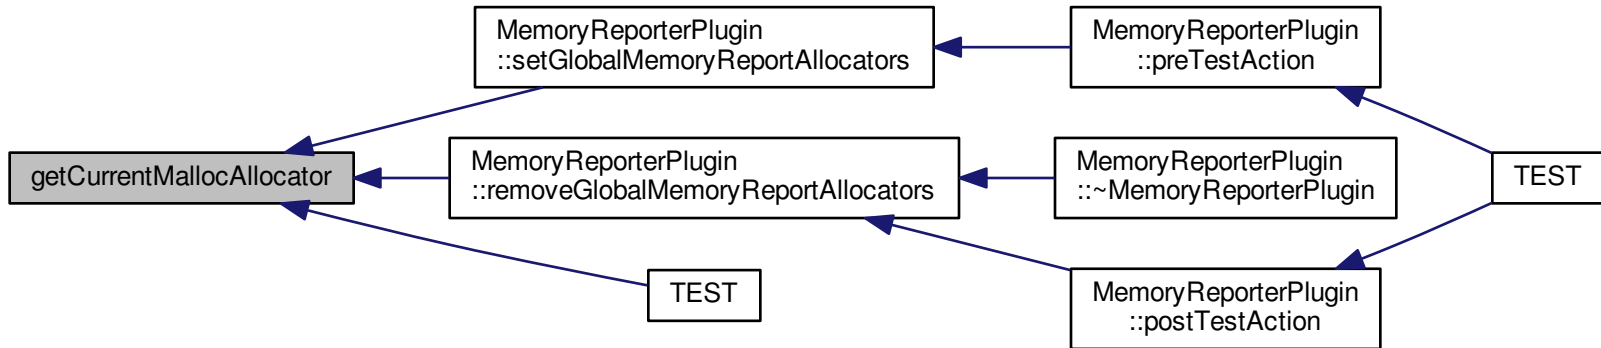 MemoryReporterPlugin
::setGlobalMemoryReportAllocators
MemoryReporterPlugin
::preTestAction
getCurrentMallocAllocator
MemoryReporterPlugin
::removeGlobalMemoryReportAllocators
MemoryReporterPlugin
::~MemoryReporterPlugin
TEST
TEST
MemoryReporterPlugin
::postTestAction